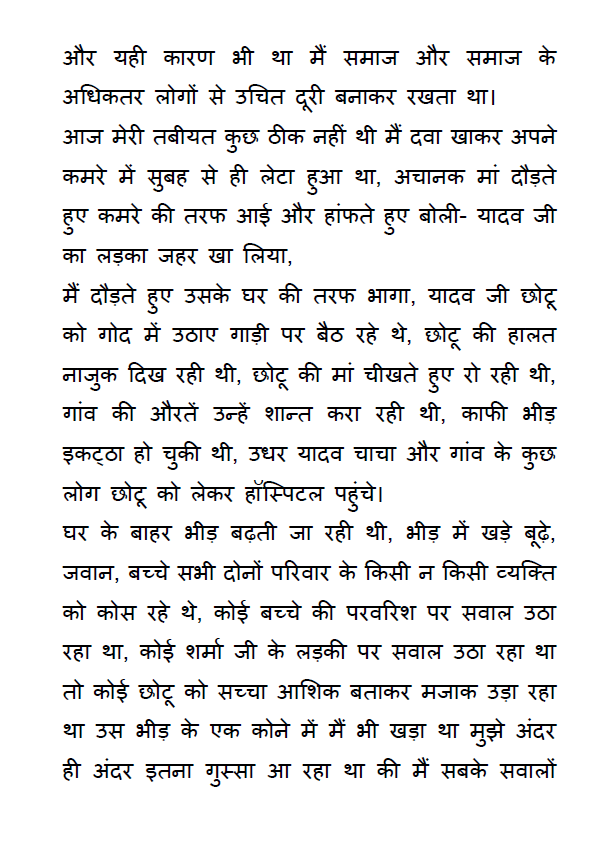 और यही कारण भी था मैं समाज और समाज के
अधिकतर लोगों से उचित दूरी बनाकर रखता था।
आज मेरी तबीयत कुछ ठीक नहीं थी मैं दवा खाकर अपने
कमरे में सुबह से ही लेटा हुआ था, अचानक मां दौड़ते
हुए कमरे की तरफ आई और हांफते हुए बोली- यादव जी
का लड़का जहर खा लिया,
मैं दौड़ते हुए उसके घर की तरफ भागा, यादव जी छोटू
को गोद में उठाए गाड़ी पर बैठ रहे थे, छोटू की हालत
नाजुक दिख रही थी, छोटू की मां चीखते हुए रो रही थी,
गांव की औरतें उन्हें शान्त करा रही थी, काफी भीड़
इकट्ठा हो चुकी थी, उधर यादव चाचा और गांव के कुछ
लोग छोटू को लेकर हॉस्पिटल पहुंचे।
घर के बाहर भीड़ बढ़ती जा रही थी, भीड़ में खड़े बूढ़े,
जवान, बच्चे सभी दोनों परिवार के किसी न किसी व्यक्ति
को कोस रहे थे, कोई बच्चे की परवरिश पर सवाल उठा
रहा था, कोई शर्मा जी के लड़की पर सवाल उठा रहा था
तो कोई छोटू को सच्चा आशिक बताकर मजाक उड़ा रहा
था उस भीड़ के एक कोने में मैं भी खड़ा था मुझे अंदर
ही अंदर इतना गुस्सा आ रहा था की मैं सबके सवालों